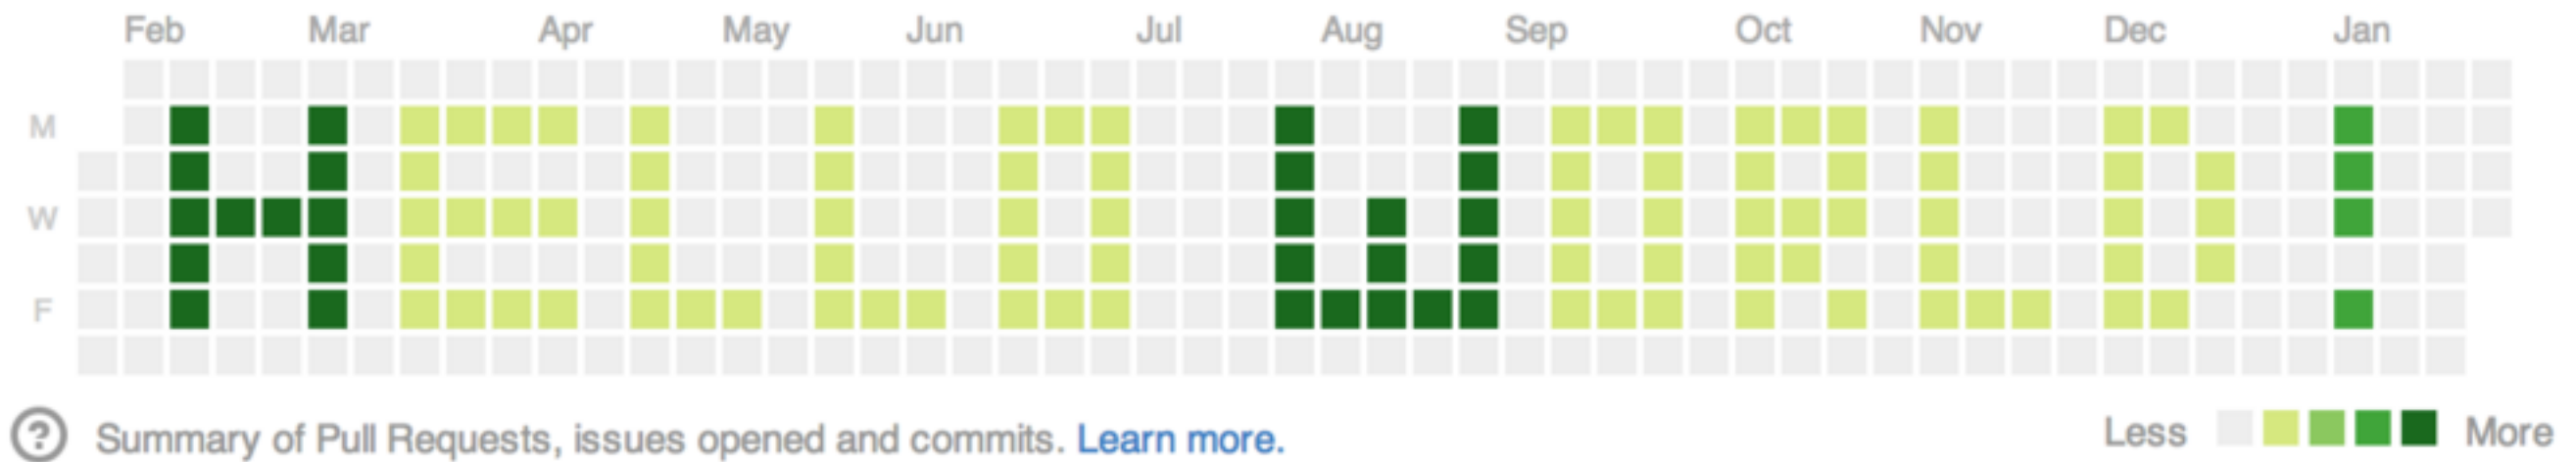 Feb Mar Apr May Jun Jul Aug Sep Oct Nov Dec Jan
M
W
F
HELLO WORLD!
? Summary of Pull Requests, issues opened and commits. Learn more. Less More